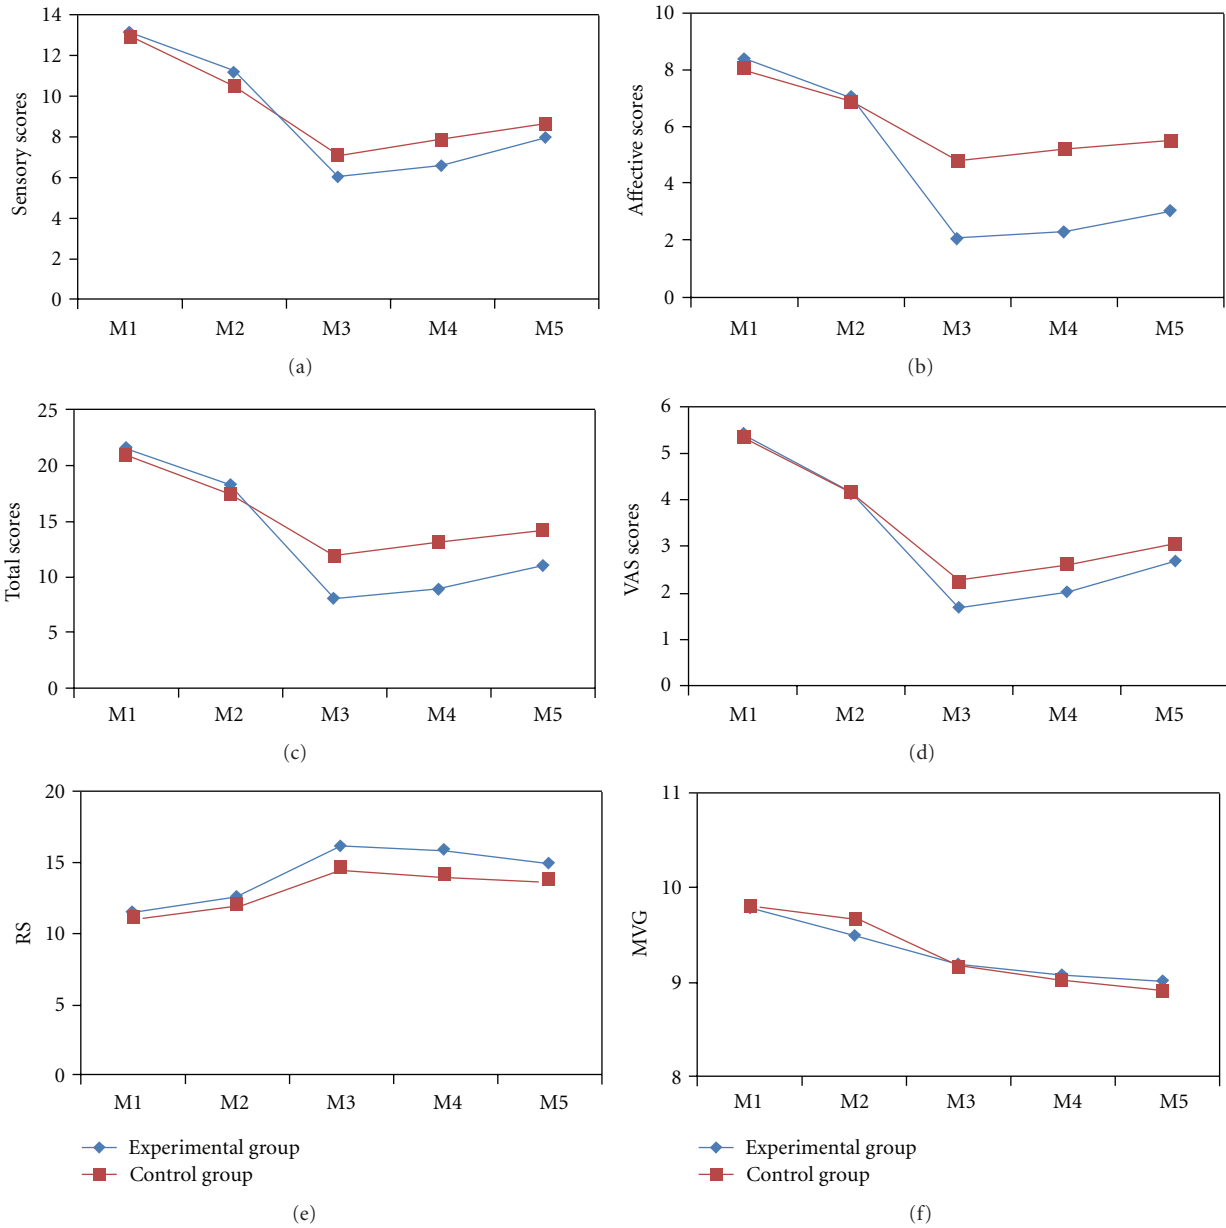 14
12
10
8
6
4
2
0
Sensory scores
M1 M2 M3 M4 M5
(a)
10
8
6
4
2
0
Affective scores
M1 M2 M3 M4 M5
(b)
25
20
15
10
5
0
Total scores
M1 M2 M3 M4 M5
(c)
6
5
4
3
2
1
0
VAS scores
M1 M2 M3 M4 M5
(d)
20
15
10
5
0
RS
M1 M2 M3 M4 M5
Experimental group
Control group
(e)
11
10
9
8
MVG
M1 M2 M3 M4 M5
Experimental group
Control group
(f)